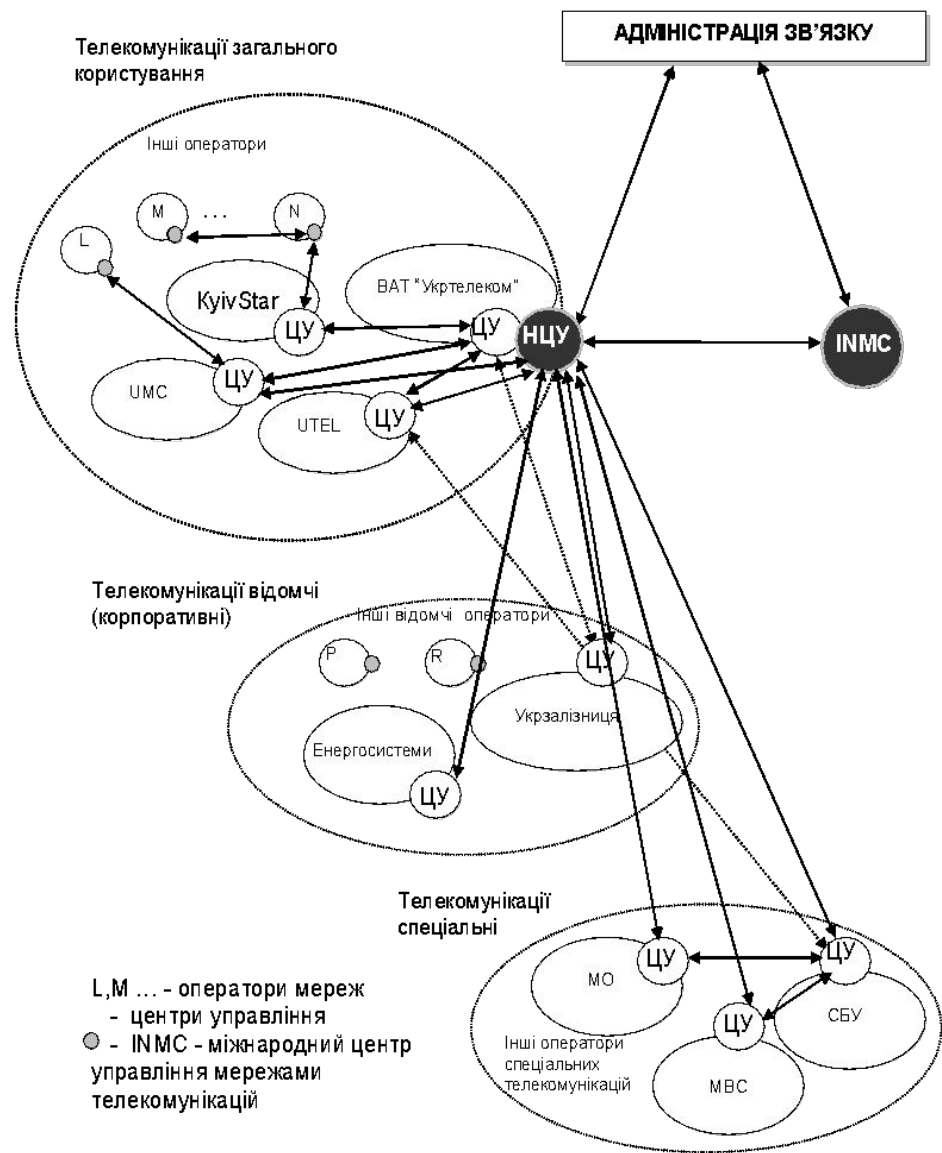 АДМІНІСТРАЦІЯ ЗВ’ЯЗКУ
Телекомунікації загального
користування
Інші оператори
M
...
N
L
KyivStar
ВАТ “Укртелеком”
ЦУ
ЦУ
НЦУ
INMC
UMC
ЦУ
UTEL
ЦУ
Телекомунікації відомчі
(корпоративні)
Інші відомчі оператори
P
R
ЦУ
Укрзалізниця
Енергосистеми
ЦУ
Телекомунікації
спеціальні
МО
ЦУ
ЦУ
СБУ
ЦУ
МВС
Інші оператори
спеціальних
телекомунікацій
L,M ... - оператори мереж
- центри управління
- INMC - міжнародний центр
управління мережами
телекомунікацій